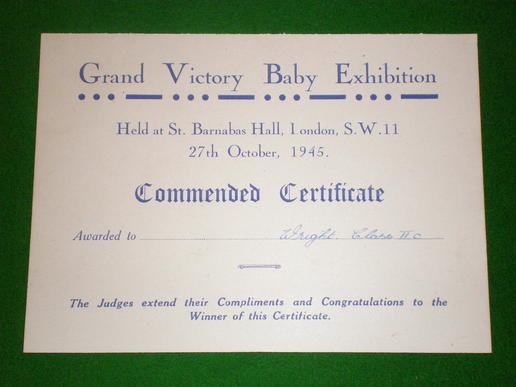 Grand Victory Baby Exhibition
Held at St. Barnabas Hall, London, S.W.11
27th October, 1945.
Commended Certificate
Awarded to Wright. Class II c
The Judges extend their Compliments and Congratulations to the
Winner of this Certificate.